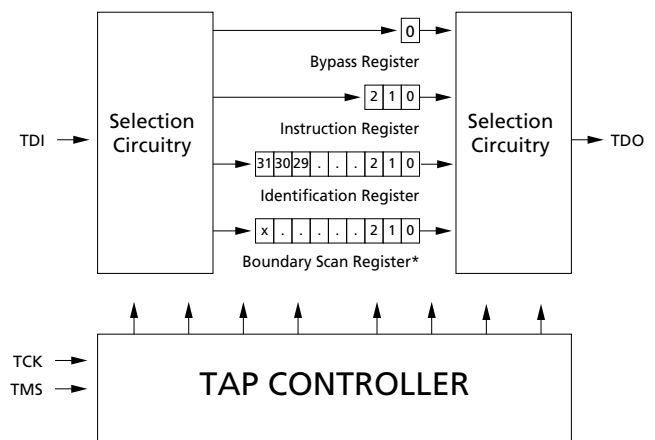 0
Bypass Register
2 1 0
Instruction Register
TDI
Selection
Circuitry
Selection
Circuitry
TDO
31 30 29 . . . 2 1 0
Identification Register
x . . . . . 2 1 0
Boundary Scan Register*
TCK
TMS
TAP CONTROLLER